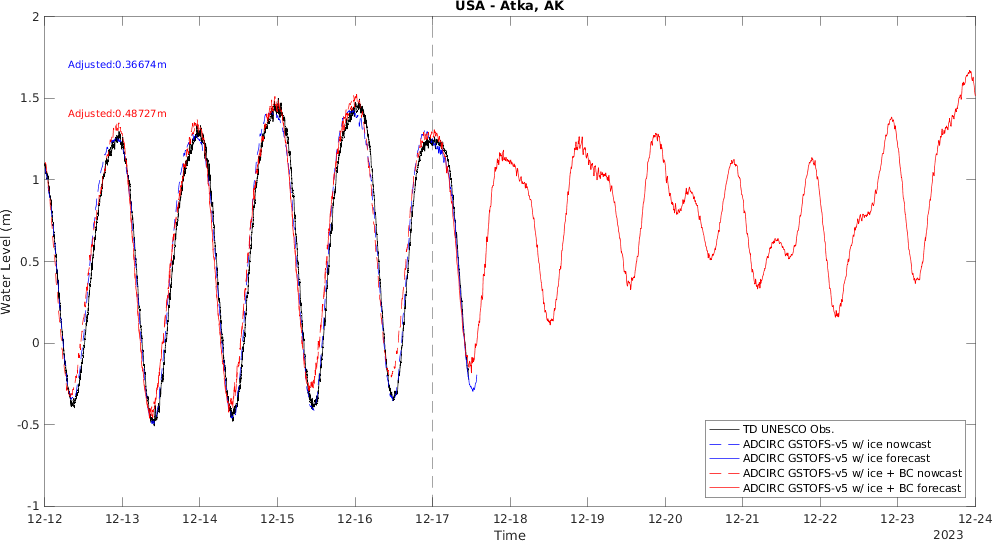 USA - Atka, AK
2
1.5
1
0.5
0
-0.5
-1
Water Level (m)
Adjusted:0.36674m
Adjusted:0.48727m
TD UNESCO Obs.
ADCIRC GSTOFS-v5 w/ ice nowcast
ADCIRC GSTOFS-v5 w/ ice forecast
ADCIRC GSTOFS-v5 w/ ice + BC nowcast
ADCIRC GSTOFS-v5 w/ ice + BC forecast
12-12 12-13 12-14 12-15 12-16 12-17 12-18 12-19 12-20 12-21 12-22 12-23 12-24
Time
2023